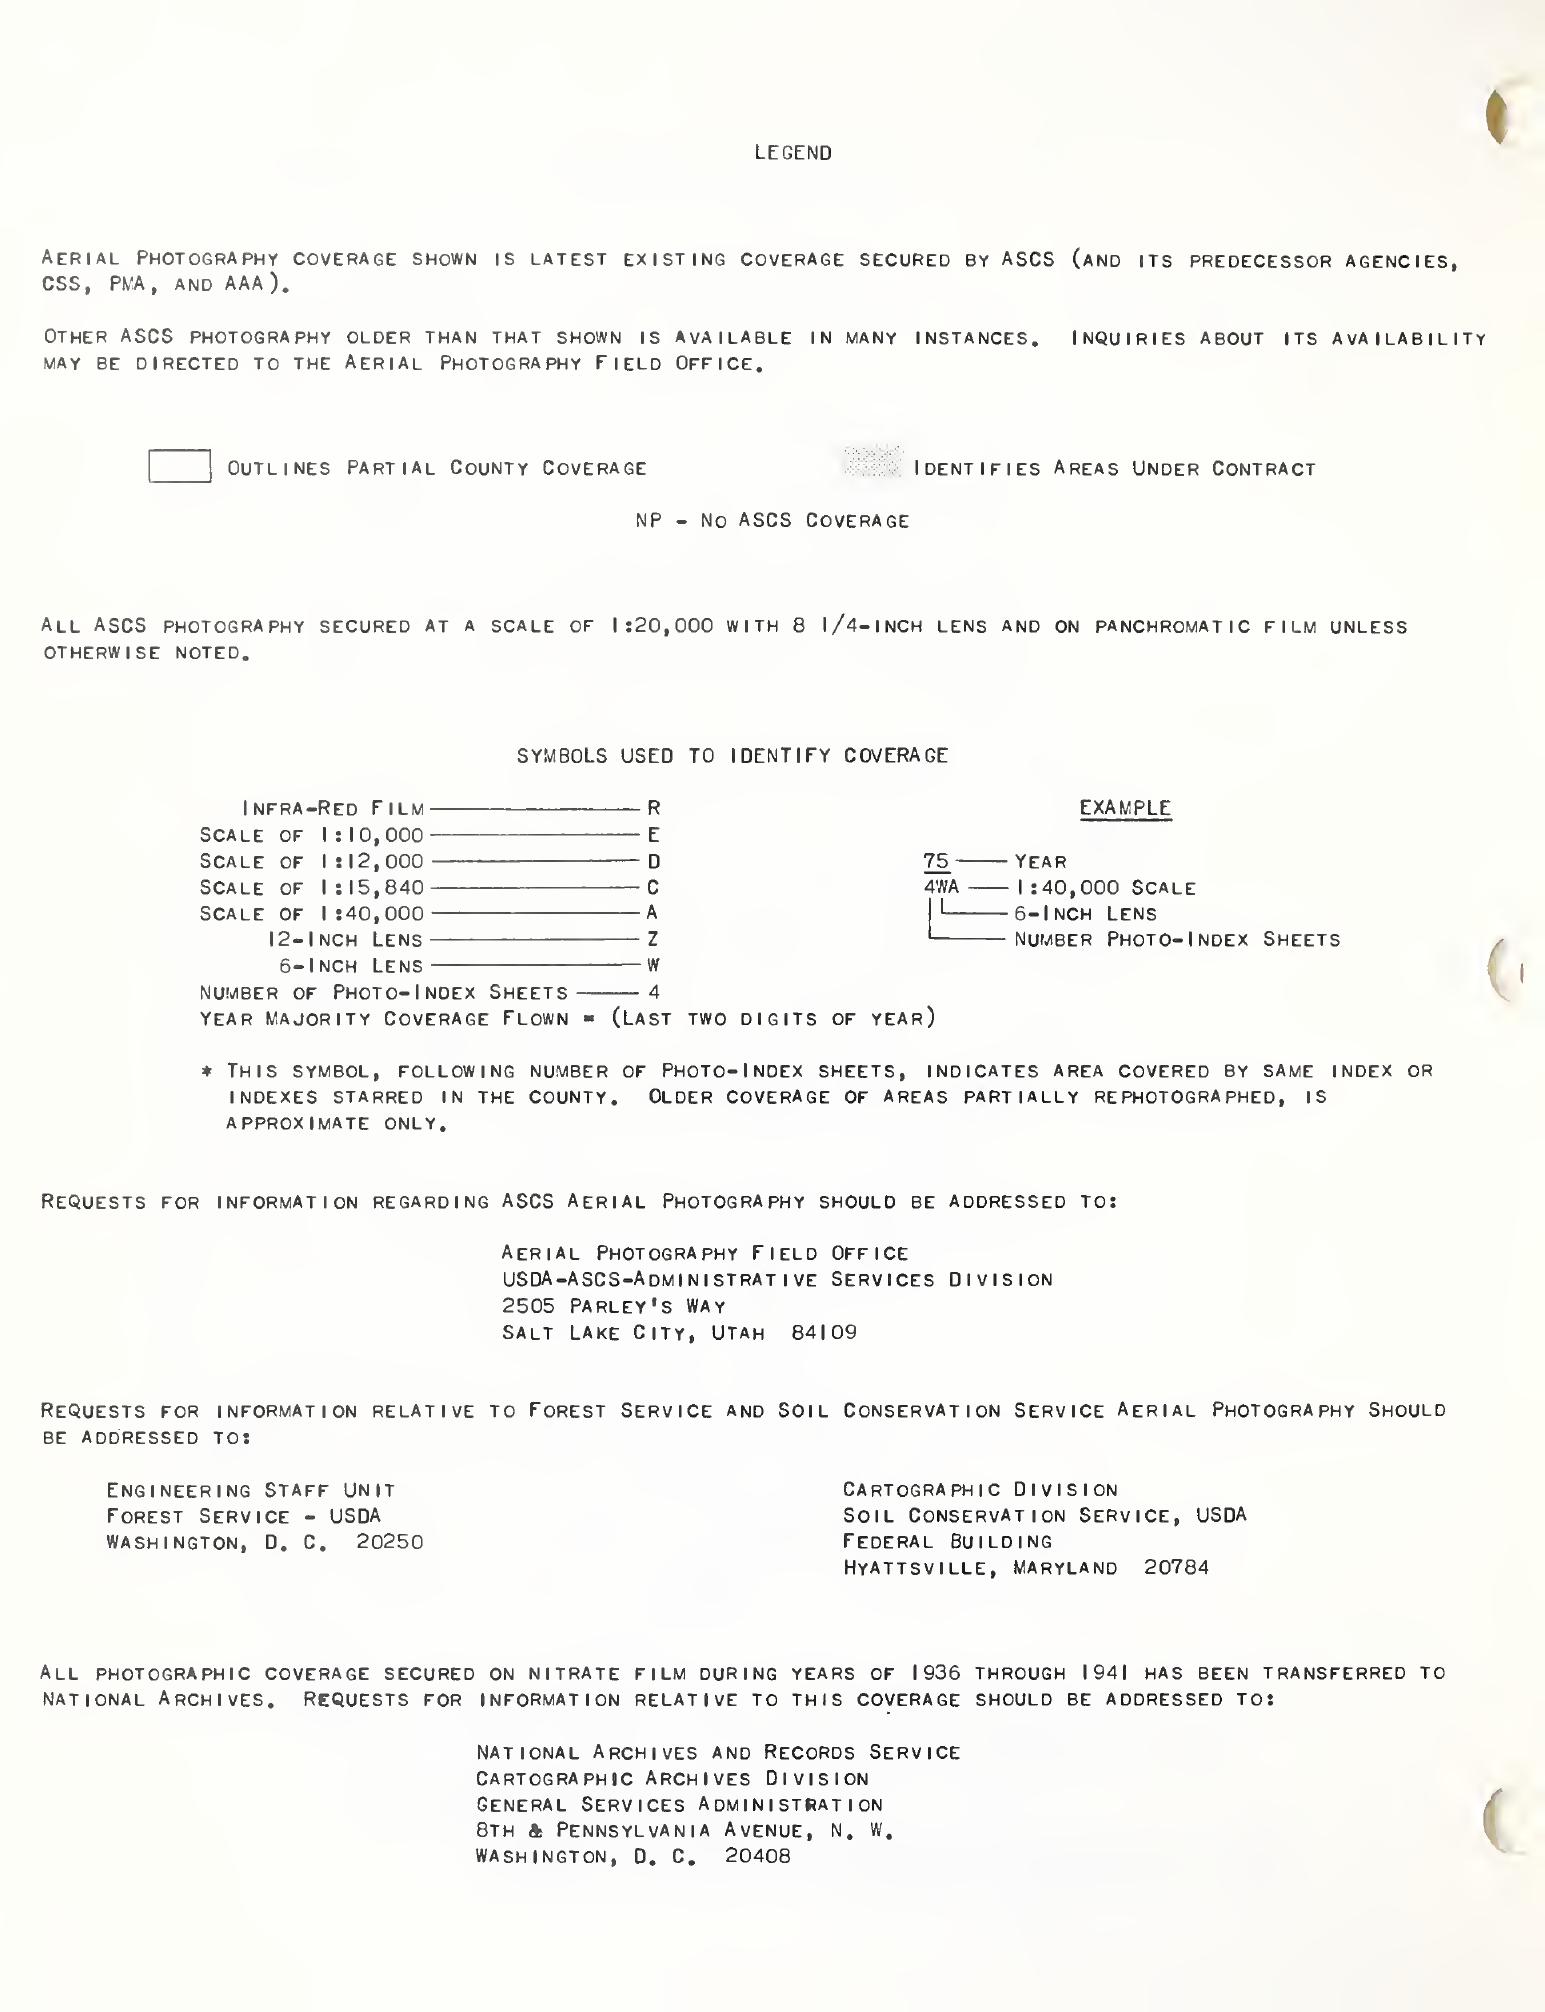 LEGEND
AERIAL PHOTOGRAPHY COVERAGE SHOWN IS LATEST EXISTING COVERAGE SECURED BY ASCS (AND ITS PREDECESSOR AGENCIES,
CSS, PMA, AND AAA).
OTHER ASCS PHOTOGRAPHY OLDER THAN THAT SHOWN IS AVAILABLE IN MANY INSTANCES. INQUIRIES ABOUT ITS AVAILABILITY
MAY BE DIRECTED TO THE AERIAL PHOTOGRAPHY FIELD OFFICE.
OUTLINES PARTIAL COUNTY COVERAGE
IDENTIFIES AREAS UNDER CONTRACT
NP - NO ASCS COVERAGE
ALL ASCS PHOTOGRAPHY SECURED AT A SCALE OF 1:20,000 WITH 8 1/4-INCH LENS AND ON PANCHROMATIC FILM UNLESS
OTHERWISE NOTED.
SYMBOLS USED TO IDENTIFY COVERAGE
INFRA-RED FILM R
SCALE OF 1:10,000 E
SCALE OF 1:12,000 D
SCALE OF 1:15,840 C
SCALE OF 1:40,000 A
12-INCH LENS Z
6-INCH LENS W
NUMBER OF PHOTO-INDEX SHEETS 4
YEAR MAJORITY COVERAGE FLOWN = (LAST TWO DIGITS OF YEAR)
EXAMPLE
75 YEAR
4WA 1:40,000 SCALE
6-INCH LENS
NUMBER PHOTO-INDEX SHEETS
* THIS SYMBOL, FOLLOWING NUMBER OF PHOTO-INDEX SHEETS, INDICATES AREA COVERED BY SAME INDEX OR
INDEXES STARRED IN THE COUNTY. OLDER COVERAGE OF AREAS PARTIALLY REPHOTOGRAPHED, IS
APPROXIMATE ONLY.
REQUESTS FOR INFORMATION REGARDING ASCS AERIAL PHOTOGRAPHY SHOULD BE ADDRESSED TO:
AERIAL PHOTOGRAPHY FIELD OFFICE
USDA-ASCS-ADMINISTRATIVE SERVICES DIVISION
2505 PARLEY'S WAY
SALT LAKE CITY, UTAH 84109
REQUESTS FOR INFORMATION RELATIVE TO FOREST SERVICE AND SOIL CONSERVATION SERVICE AERIAL PHOTOGRAPHY SHOULD
BE ADDRESSED TO:
ENGINEERING STAFF UNIT
FOREST SERVICE - USDA
WASHINGTON, D. C. 20250
CARTOGRAPHIC DIVISION
SOIL CONSERVATION SERVICE, USDA
FEDERAL BUILDING
HYATTSVILLE, MARYLAND 20784
ALL PHOTOGRAPHIC COVERAGE SECURED ON NITRATE FILM DURING YEARS OF 1936 THROUGH 1941 HAS BEEN TRANSFERRED TO
NATIONAL ARCHIVES. REQUESTS FOR INFORMATION RELATIVE TO THIS COVERAGE SHOULD BE ADDRESSED TO:
NATIONAL ARCHIVES AND RECORDS SERVICE
CARTOGRAPHIC ARCHIVES DIVISION
GENERAL SERVICES ADMINISTRATION
8TH & PENNSYLVANIA AVENUE, N. W.
WASHINGTON, D. C. 20408